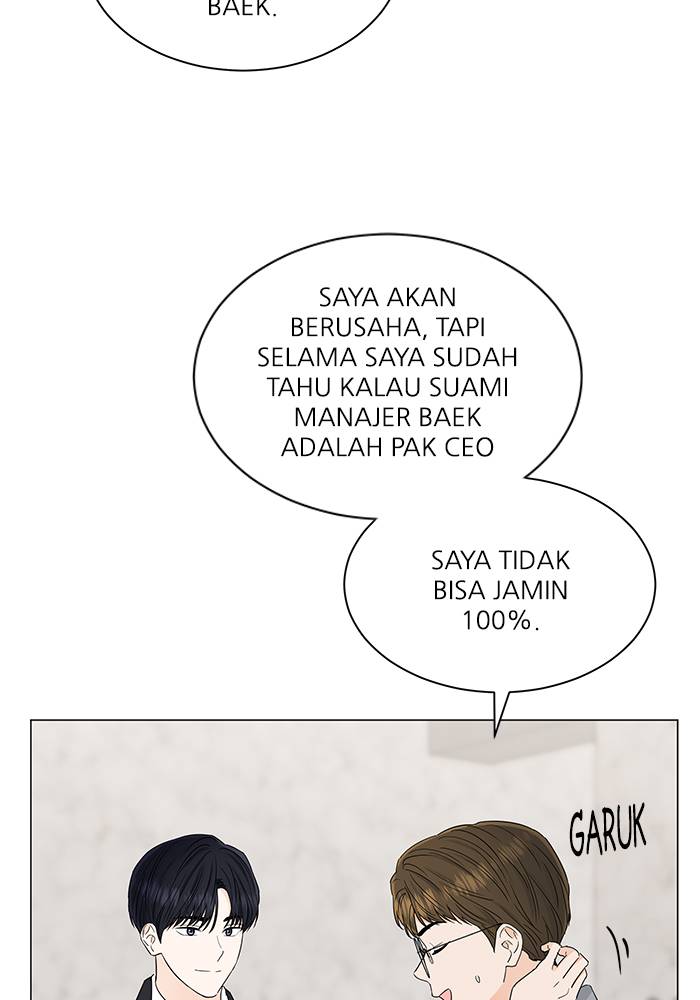 BAEK.
SAYA AKAN
BERUSAHA, TAPI
SELAMA SAYA SUDAH
TAHU KALAU SUAMI
MANAJER BAEK
ADALAH PAK CEO
SAYA TIDAK
BISA JAMIN
100%.
GARUK